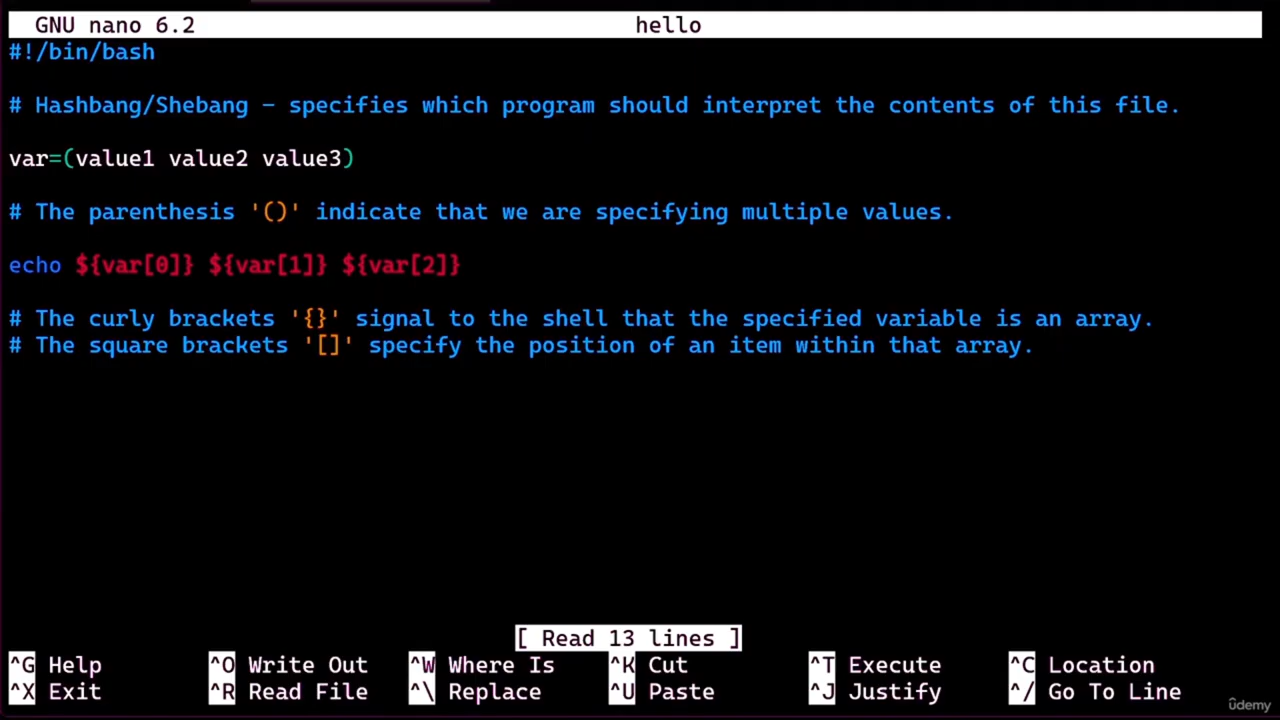 GNU nano 6.2 hello
#!/bin/bash
# Hashbang/Shebang - specifies which program should interpret the contents of this file.
var=(value1 value2 value3)
# The parenthesis '()' indicate that we are specifying multiple values.
echo ${var[0]} ${var[1]} ${var[2]}
# The curly brackets '{}' signal to the shell that the specified variable is an array.
# The square brackets '[]' specify the position of an item within that array.
[ Read 13 lines ]
^G Help ^O Write Out ^W Where Is ^K Cut ^T Execute ^C Location
^X Exit ^R Read File ^\ Replace ^U Paste ^J Justify ^/ Go To Line
ûdemy